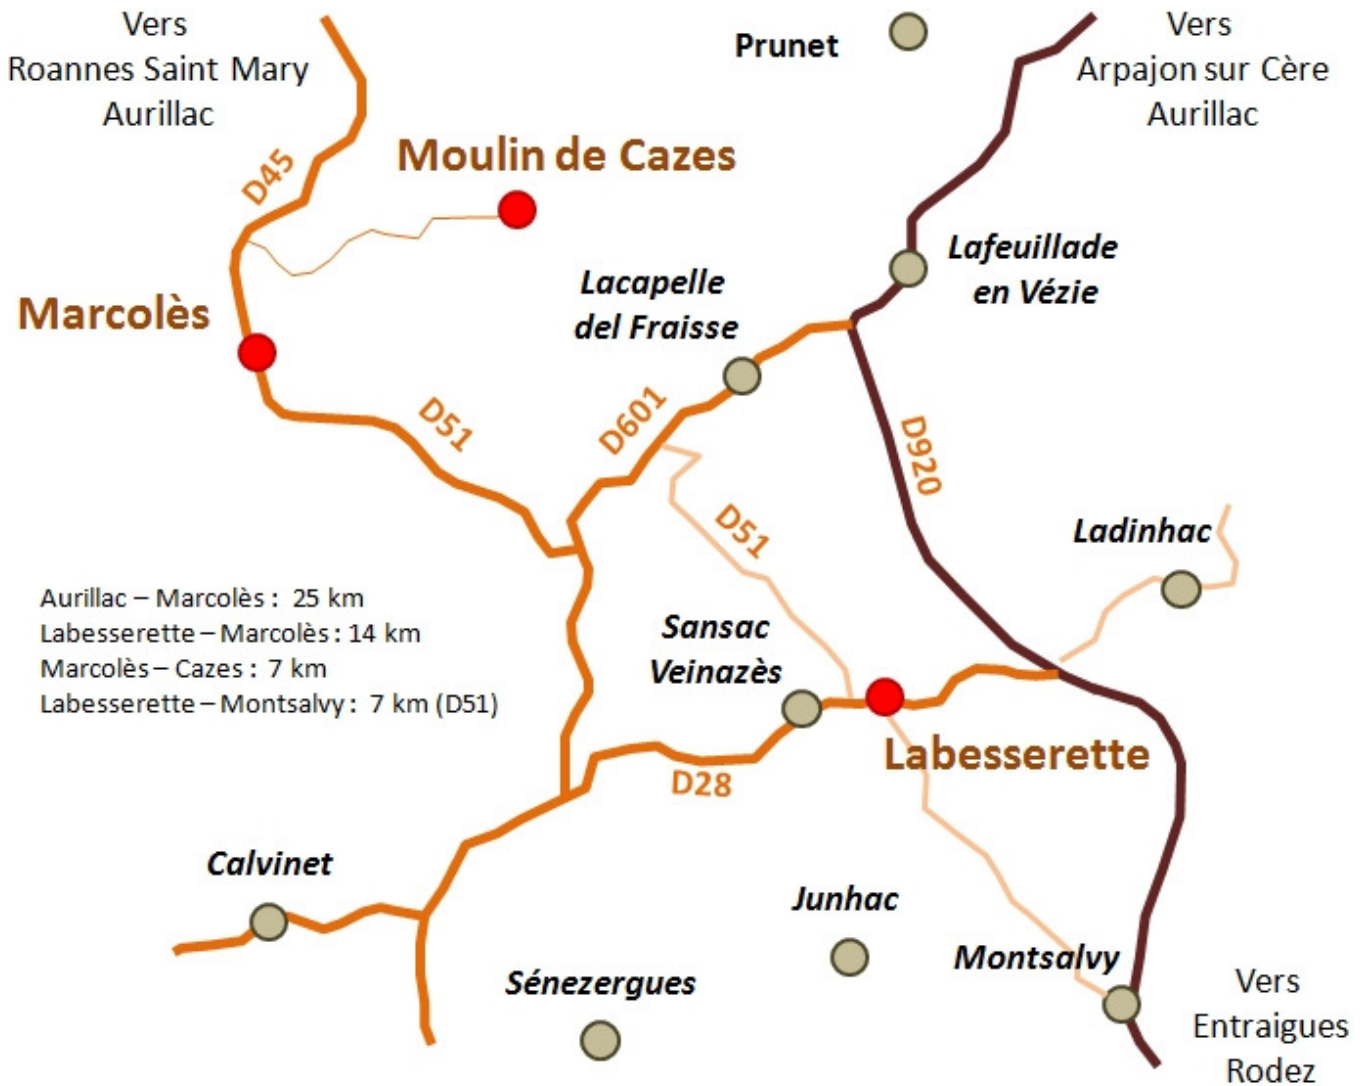 Vers
Roannes Saint Mary
Aurillac
Prunet
Vers
Arpajon sur Cère
Aurillac
D45
Moulin de Cazes
Lafeuillade
en Vézie
Lacapelle
del Fraisse
Marcolès
D51
D601
D920
D51
Ladinhac
Aurillac – Marcolès : 25 km
Labesserette – Marcolès : 14 km
Marcolès – Cazes : 7 km
Labesserette – Montsalvy : 7 km (D51)
Sansac
Veinazès
Labesserette
D28
Calvinet
Junhac
Montsalvy
Sénezergues
Vers
Entraigues
Rodez